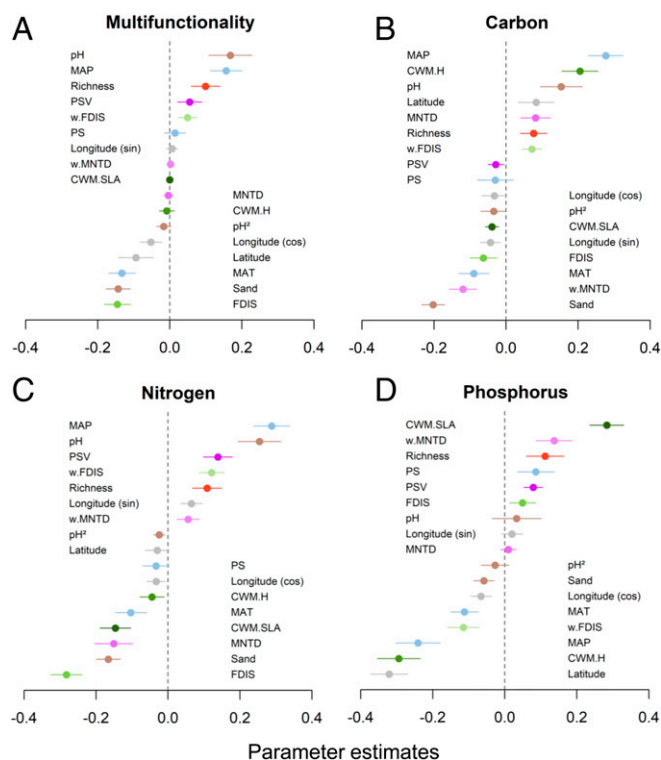 A
Multifunctionality
pH
MAP
Richness
PSV
w.FDIS
PS
Longitude (sin)
w.MNTD
CWM.SLA
MNTD
CWM.H
pH²
Longitude (cos)
Latitude
MAT
Sand
FDIS
-0.4 -0.2 0.0 0.2 0.4
B
Carbon
MAP
CWM.H
pH
Latitude
MNTD
Richness
w.FDIS
PSV
PS
Longitude (cos)
pH²
CWM.SLA
Longitude (sin)
FDIS
MAT
w.MNTD
Sand
-0.4 -0.2 0.0 0.2 0.4
C
Nitrogen
MAP
pH
PSV
w.FDIS
Richness
Longitude (sin)
w.MNTD
pH²
Latitude
PS
Longitude (cos)
CWM.H
MAT
CWM.SLA
MNTD
Sand
FDIS
-0.4 -0.2 0.0 0.2 0.4
D
Phosphorus
CWM.SLA
w.MNTD
Richness
PS
PSV
FDIS
pH
Longitude (sin)
MNTD
pH²
Sand
Longitude (cos)
MAT
w.FDIS
MAP
CWM.H
Latitude
-0.4 -0.2 0.0 0.2 0.4
Parameter estimates